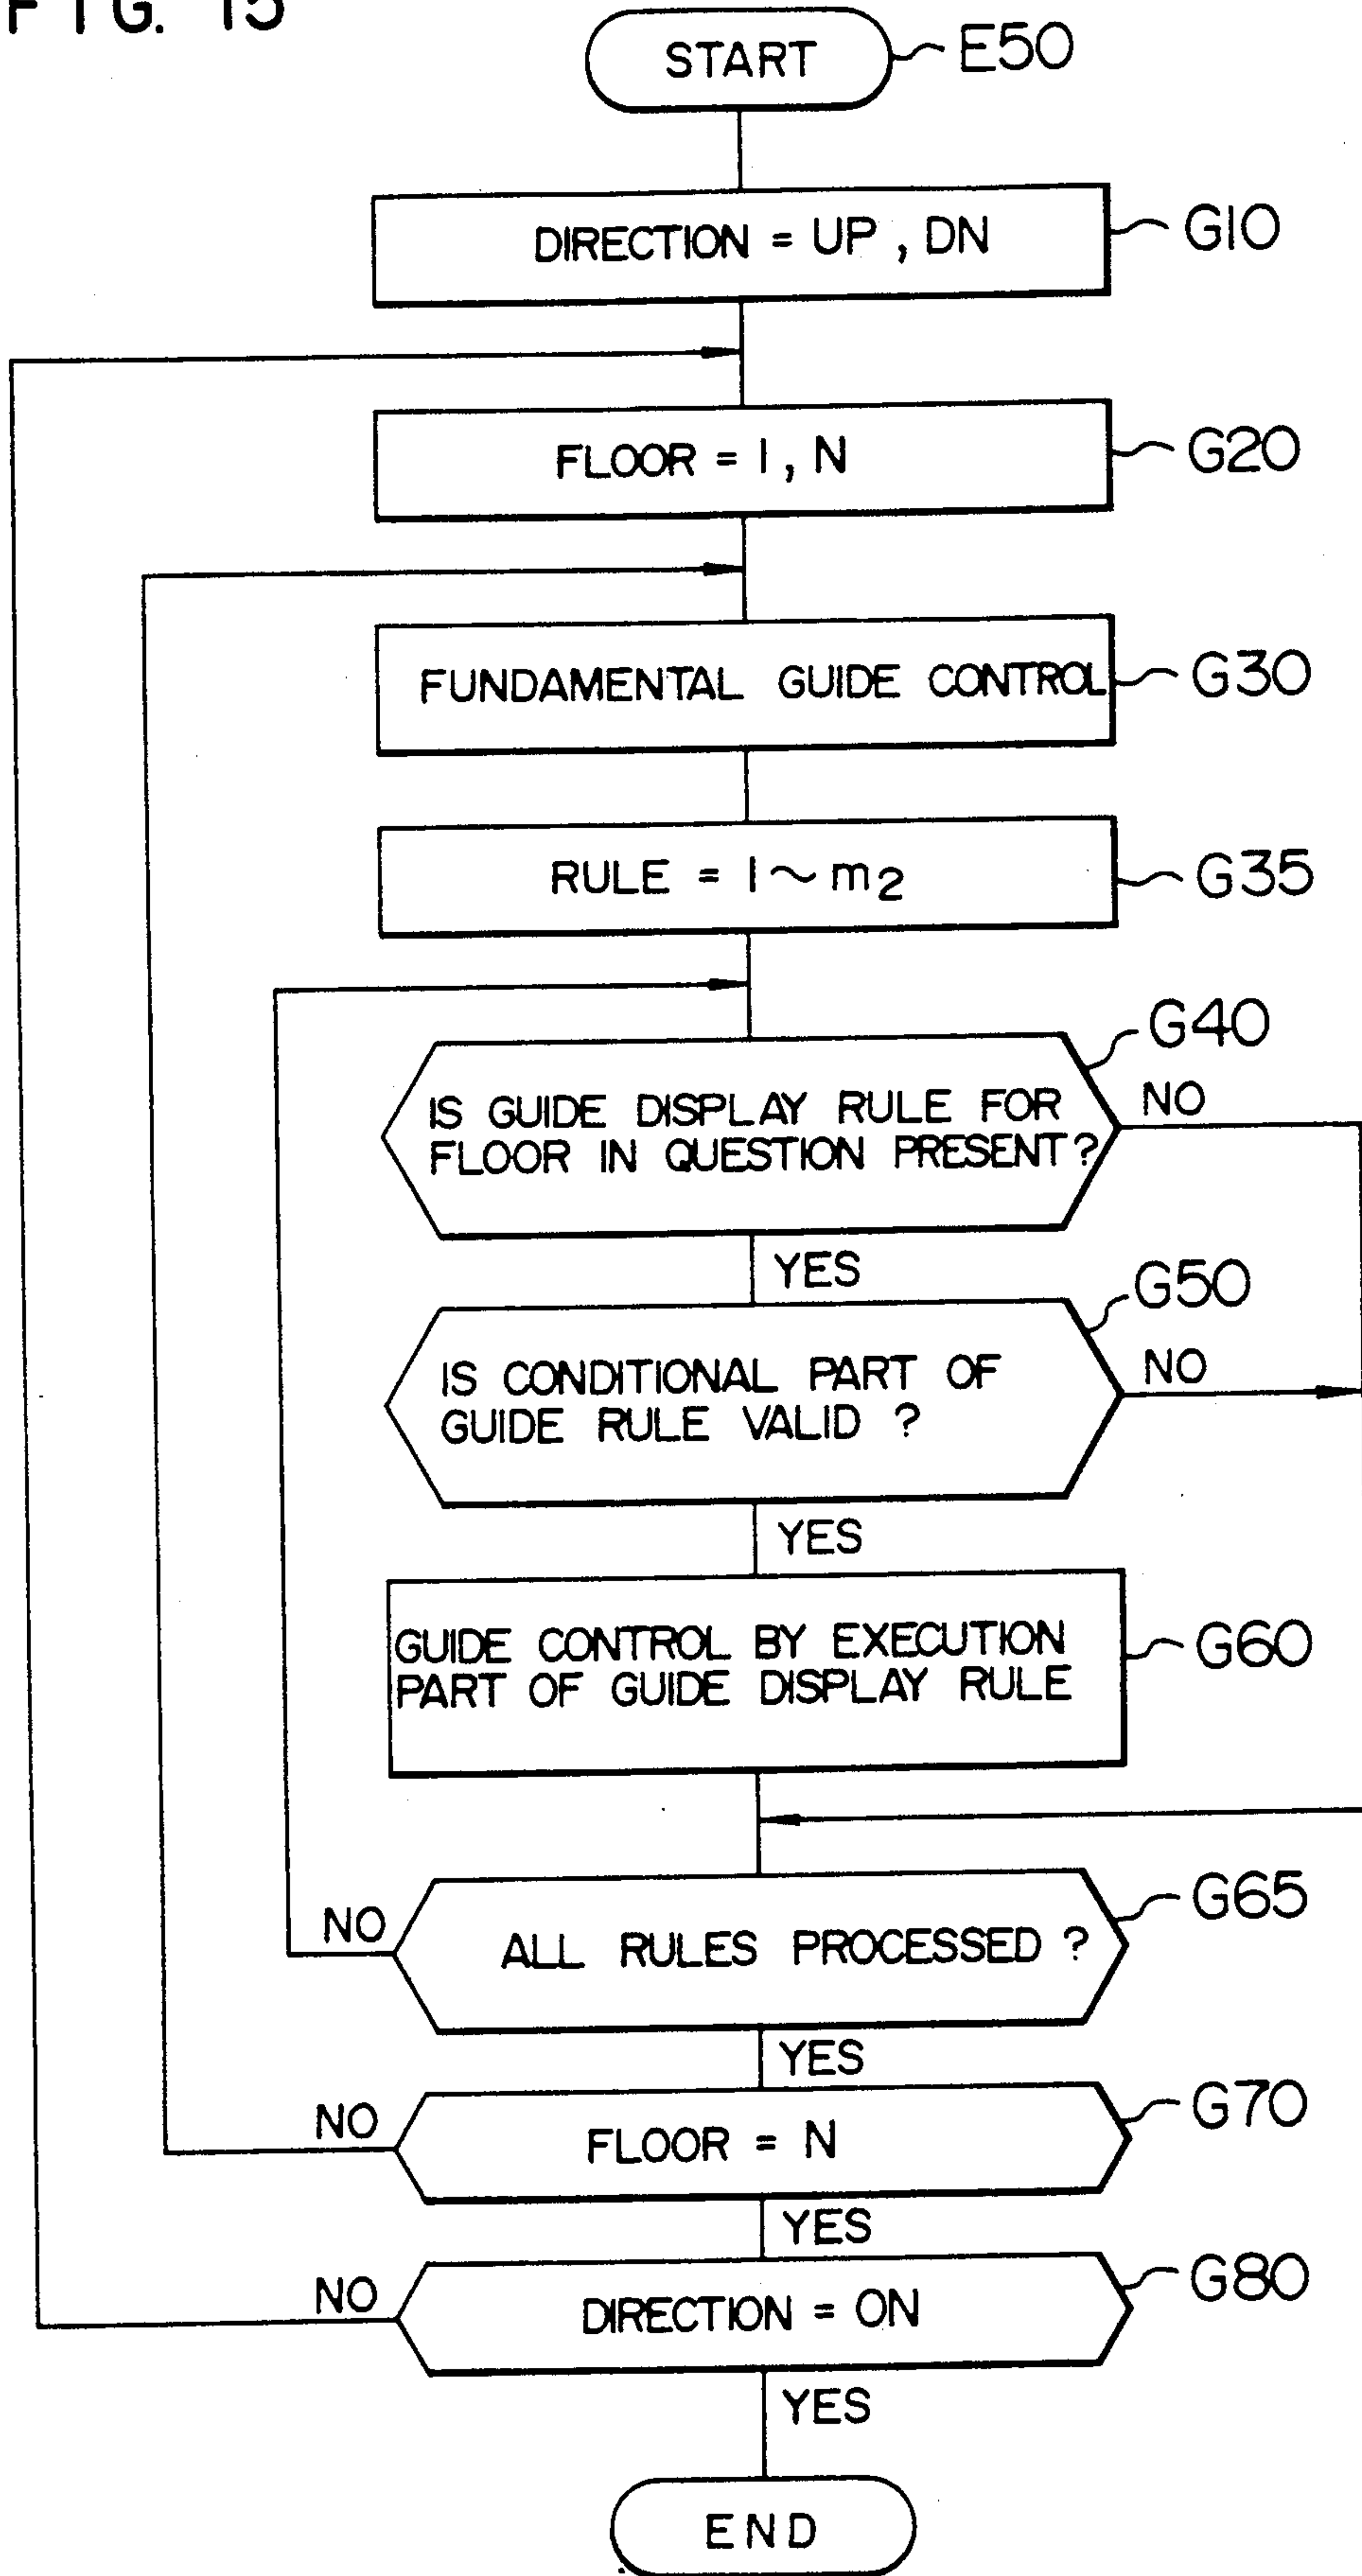 FIG. 15
START E50
DIRECTION = UP, DN G10
FLOOR = 1, N G20
FUNDAMENTAL GUIDE CONTROL G30
RULE = 1 ~ m2 G35
G40
IS GUIDE DISPLAY RULE FOR
FLOOR IN QUESTION PRESENT?
NO
YES
G50
IS CONDITIONAL PART OF
GUIDE RULE VALID ?
NO
YES
GUIDE CONTROL BY EXECUTION
PART OF GUIDE DISPLAY RULE
G60
NO ALL RULES PROCESSED ? G65
YES
NO FLOOR = N G70
YES
NO DIRECTION = ON G80
YES
END